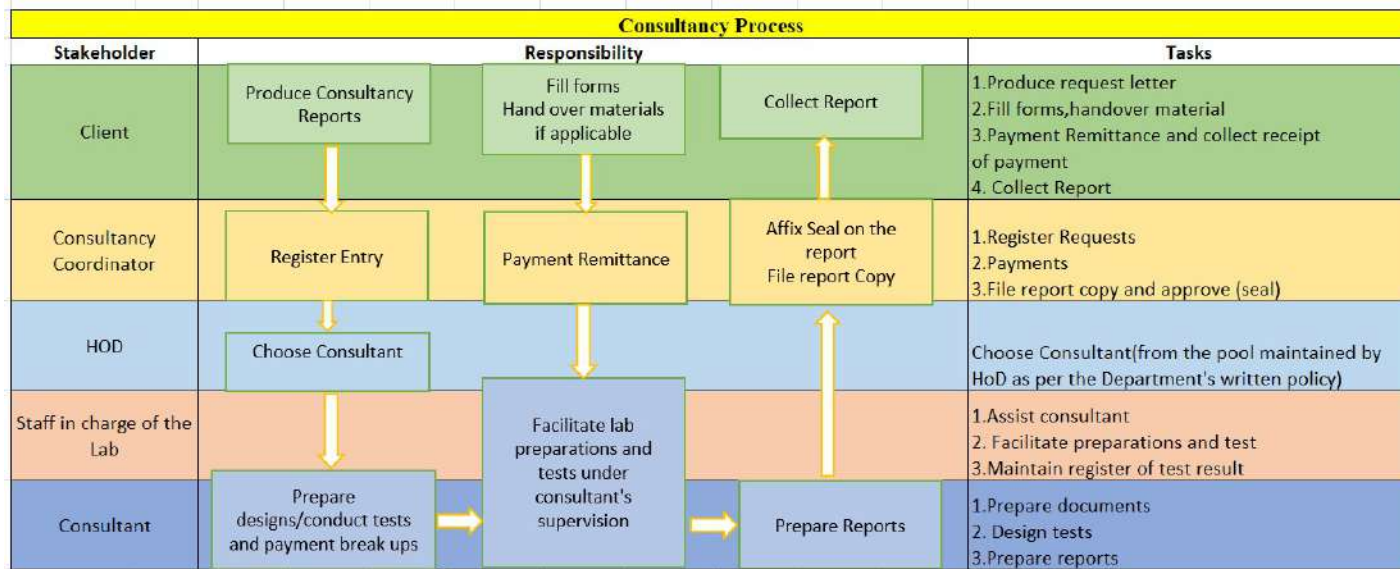 Consultancy Process
Stakeholder
Responsibility
Tasks
Client
Produce Consultancy
Reports
Fill forms
Hand over materials
if applicable
Collect Report
1.Produce request letter
2.Fill forms,handover material
3.Payment Remittance and collect receipt
of payment
4. Collect Report
Consultancy
Coordinator
Register Entry
Payment Remittance
Affix Seal on the
report
File report Copy
1.Register Requests
2.Payments
3.File report copy and approve (seal)
HOD
Choose Consultant
Choose Consultant(from the pool maintained by
HoD as per the Department's written policy)
Staff in charge of the
Lab
Facilitate lab
preparations and
tests under
consultant's
supervision
1.Assist consultant
2. Facilitate preparations and test
3.Maintain register of test result
Consultant
Prepare
designs/conduct tests
and payment break ups
Prepare Reports
1.Prepare documents
2. Design tests
3.Prepare reports